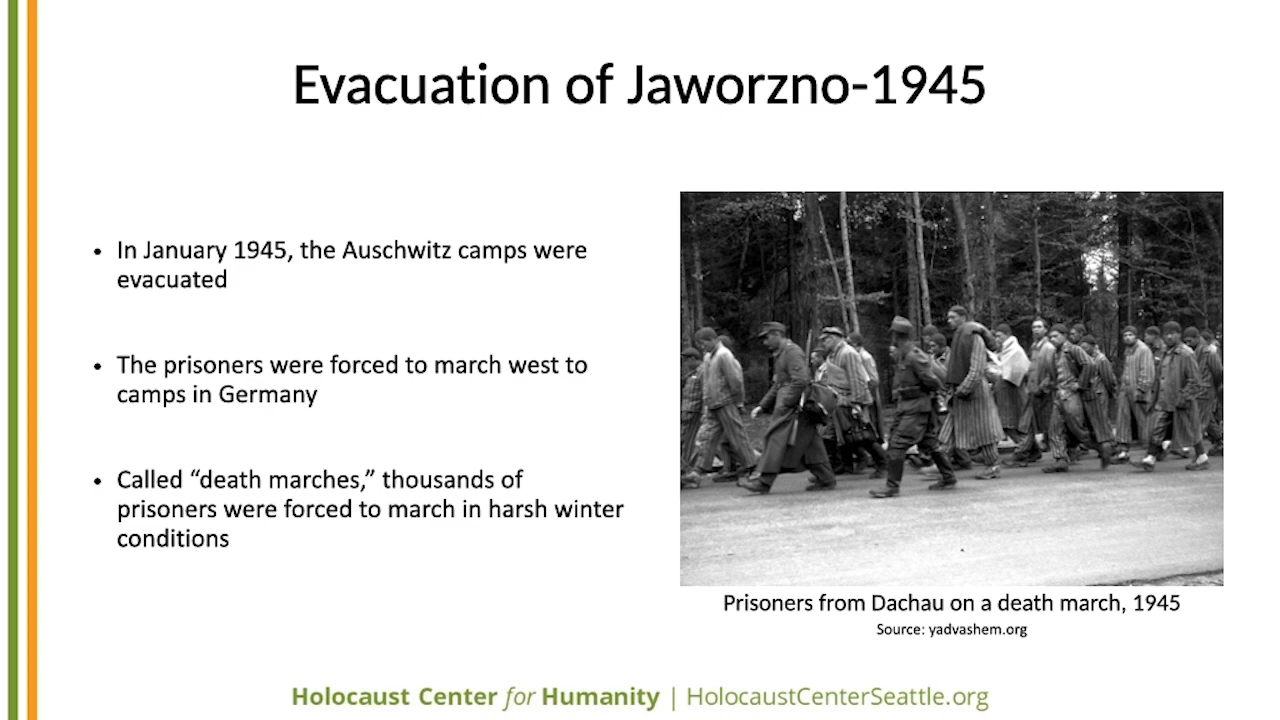 Evacuation of Jaworzno-1945
• In January 1945, the Auschwitz camps were
evacuated
• The prisoners were forced to march west to
camps in Germany
• Called “death marches,” thousands of
prisoners were forced to march in harsh winter
conditions
Prisoners from Dachau on a death march, 1945
Source: yadvashem.org
Holocaust Center for Humanity | HolocaustCenterSeattle.org